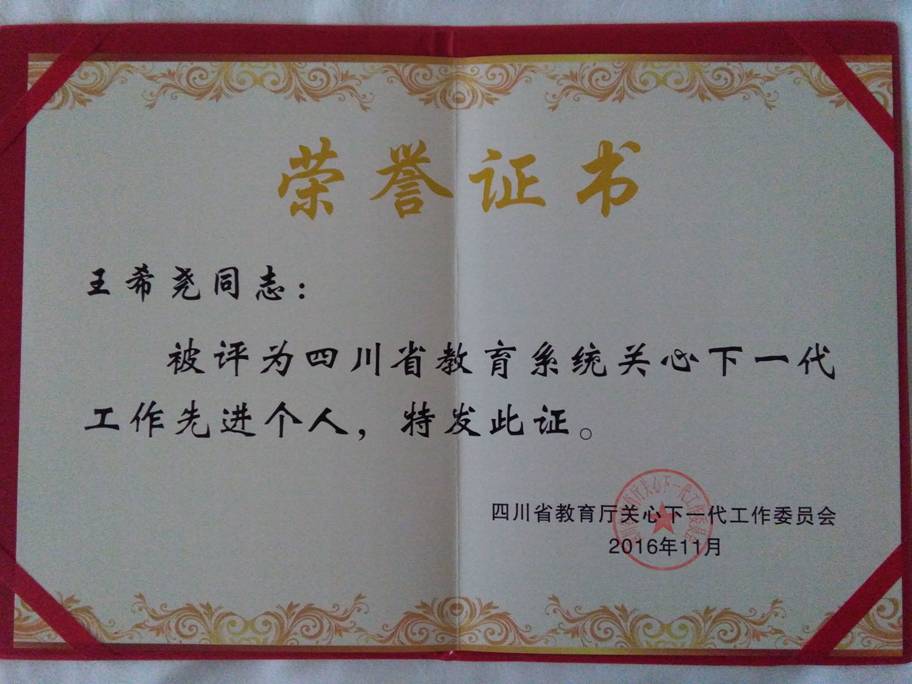 荣誉证书
王希尧同志：
被评为四川省教育系统关心下一代
工作先进个人，特发此证。
四川省教育厅关心下一代工作委员会
2016年11月